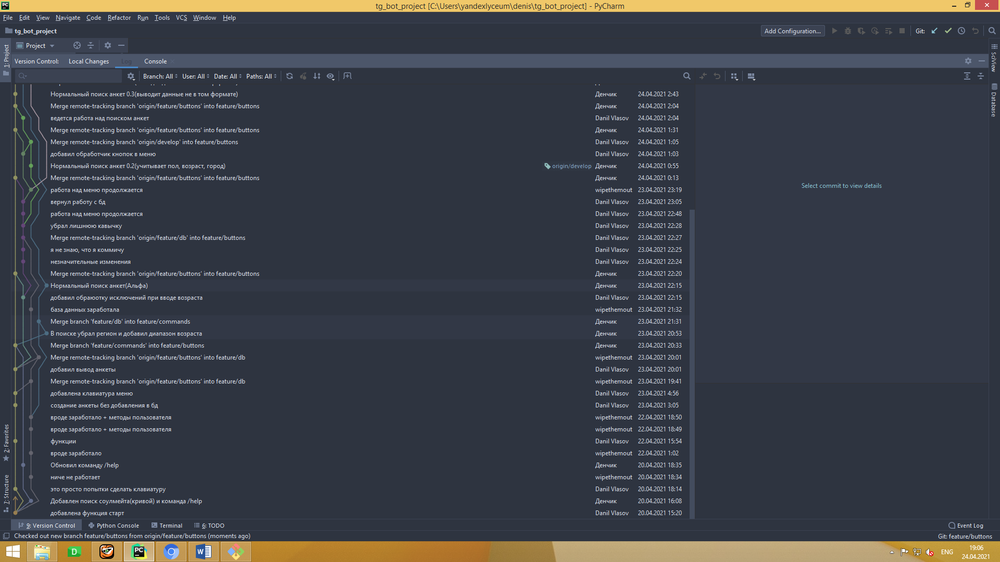 tg_bot_project [C:\Users\yandexlyceum\denis\tg_bot_project] - PyCharm
File Edit View Navigate Code Refactor Run Tools VCS Window Help
tg_bot_project Add Configuration... Git:
Project
Version Control: Local Changes Log Console
Branch: All User: All Date: All Paths: All
Нормальный поиск анкет 0.3(выводит данные не в том формате) Денчик 24.04.2021 2:43
Merge remote-tracking branch 'origin/feature/buttons' into feature/buttons Денчик 24.04.2021 2:04
ведется работа над поиском анкет Danil Vlasov 24.04.2021 2:04
Merge remote-tracking branch 'origin/feature/buttons' into feature/buttons Денчик 24.04.2021 1:31
Merge remote-tracking branch 'origin/develop' into feature/buttons Danil Vlasov 24.04.2021 1:05
добавил обработчик кнопок в меню Danil Vlasov 24.04.2021 1:03
Нормальный поиск анкет 0.2(учитывает пол, возраст, город) origin/develop Денчик 24.04.2021 0:55
Merge remote-tracking branch 'origin/feature/buttons' into feature/buttons Денчик 24.04.2021 0:13
работа над меню продолжается wipethemout 23.04.2021 23:19
вернул работу с бд Danil Vlasov 23.04.2021 23:05
работа над меню продолжается Danil Vlasov 23.04.2021 22:48
убрал лишнюю кавычку Danil Vlasov 23.04.2021 22:28
Merge remote-tracking branch 'origin/feature/db' into feature/buttons Danil Vlasov 23.04.2021 22:27
я не знаю, что я коммичу Danil Vlasov 23.04.2021 22:25
незначительные изменения Danil Vlasov 23.04.2021 22:24
Merge remote-tracking branch 'origin/feature/buttons' into feature/buttons Денчик 23.04.2021 22:20
Нормальный поиск анкет(Альфа) Денчик 23.04.2021 22:15
добавил обраюотку исключений при вводе возраста Danil Vlasov 23.04.2021 22:15
база данных заработала wipethemout 23.04.2021 21:32
Merge branch 'feature/db' into feature/commands Денчик 23.04.2021 21:31
В поиске убрал регион и добавил диапазон возраста Денчик 23.04.2021 20:53
Merge branch 'feature/commands' into feature/buttons Денчик 23.04.2021 20:33
Merge remote-tracking branch 'origin/feature/buttons' into feature/db wipethemout 23.04.2021 20:01
добавил вывод анкеты Danil Vlasov 23.04.2021 20:01
Merge remote-tracking branch 'origin/feature/buttons' into feature/db wipethemout 23.04.2021 19:41
добавлена клавиатура меню Danil Vlasov 23.04.2021 4:56
создание анкеты без добавления в бд Danil Vlasov 23.04.2021 3:05
вроде заработало + методы пользователя wipethemout 22.04.2021 18:50
вроде заработало + методы пользователя wipethemout 22.04.2021 18:49
функции Danil Vlasov 22.04.2021 15:54
вроде заработало wipethemout 22.04.2021 1:02
Обновил команду /help Денчик 20.04.2021 18:35
ниче не работает wipethemout 20.04.2021 18:34
это просто попытки сделать клавиатуру Danil Vlasov 20.04.2021 18:14
Добавлен поиск соулмейта(кривой) и команда /help Денчик 20.04.2021 16:08
добавлена функция старт Danil Vlasov 20.04.2021 15:20
Select commit to view details
1: Project
2: Favorites
7: Structure
SciView
Database
9: Version Control Python Console Terminal 6: TODO Event Log
Checked out new branch feature/buttons from origin/feature/buttons (moments ago) Git: feature/buttons
ENG 19:06
24.04.2021